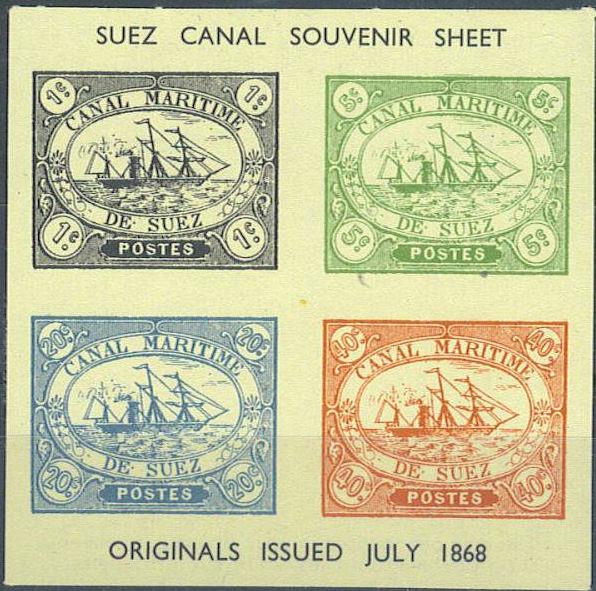 SUEZ CANAL SOUVENIR SHEET
1c 1c
CANAL MARITIME
DE SUEZ
1c 1c
POSTES
5c 5c
CANAL MARITIME
DE SUEZ
5c 5c
POSTES
20c 20c
CANAL MARITIME
DE SUEZ
20c 20c
POSTES
40c 40c
CANAL MARITIME
DE SUEZ
40c 40c
POSTES
ORIGINALS ISSUED JULY 1868